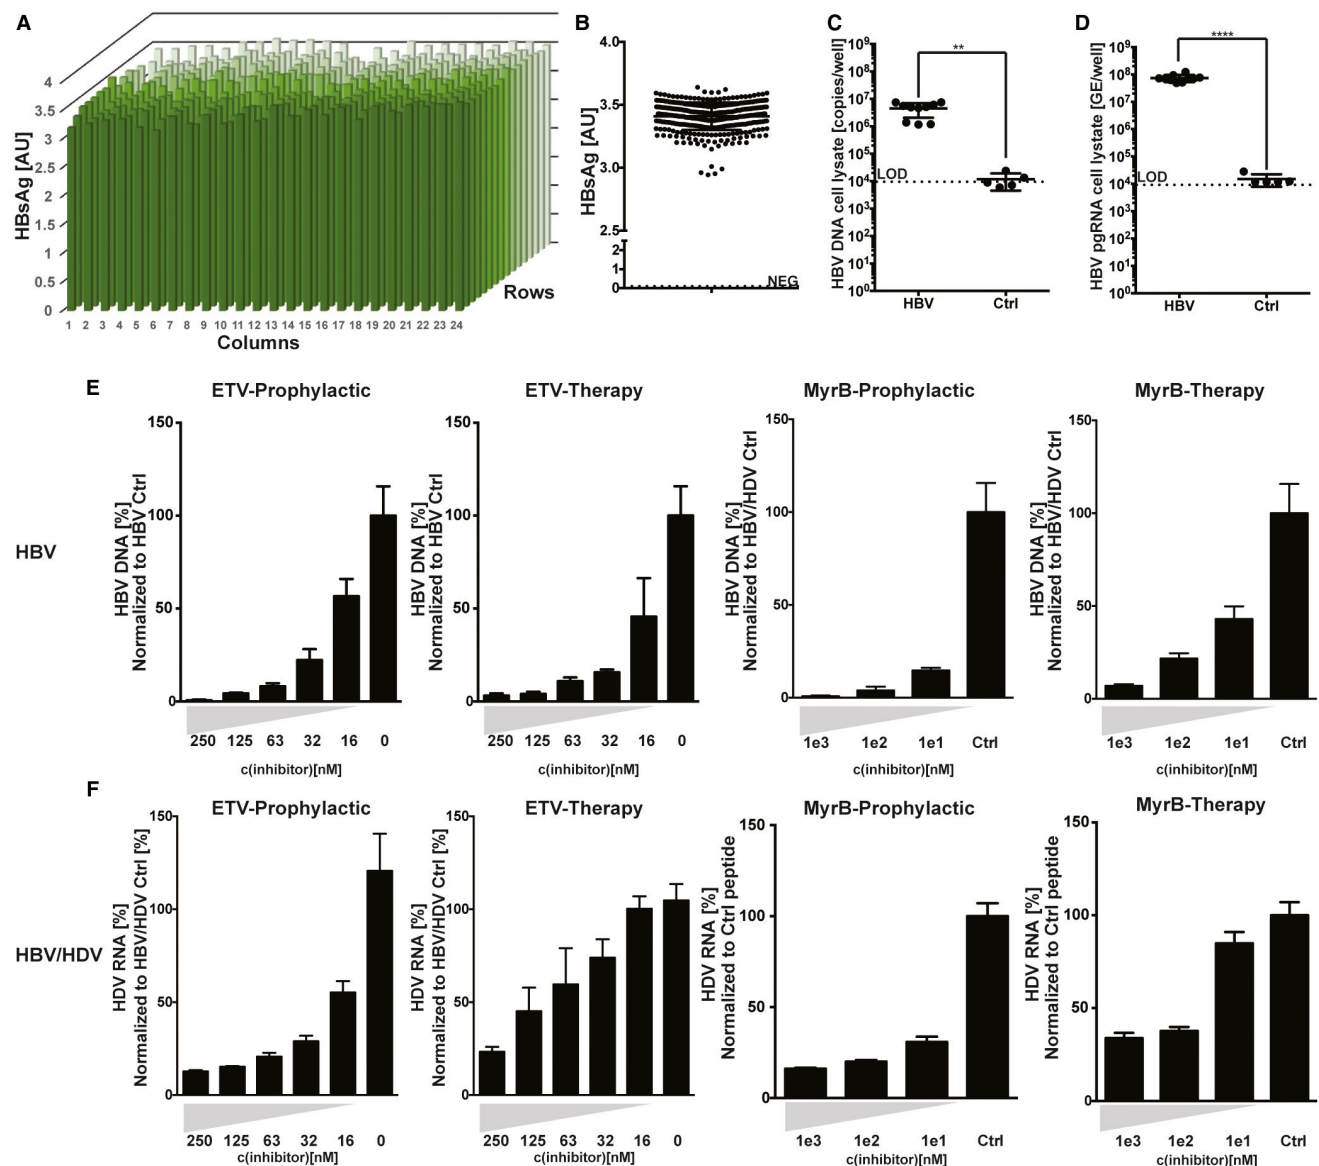 A
HBsAg [AU]
4
3.5
3
2.5
2
1.5
1
0.5
0
1 2 3 4 5 6 7 8 9 10 11 12 13 14 15 16 17 18 19 20 21 22 23 24
Columns
Rows
B
HBsAg [AU]
4.0
3.5
3.0
2.5
2
1
0
NEG
C
HBV DNA cell lysate [copies/well]
10⁹
10⁸
10⁷
10⁶
10⁵
10⁴
10³
10²
10¹
10⁰
**
LOD
HBV Ctrl
D
HBV pgRNA cell lystate [GE/well]
10⁹
10⁸
10⁷
10⁶
10⁵
10⁴
10³
10²
10¹
10⁰
****
LOD
HBV Ctrl
E
HBV
ETV-Prophylactic
HBV DNA [%]
Normalized to HBV Ctrl
150
100
50
0
250 125 63 32 16 0
c(inhibitor)[nM]
ETV-Therapy
HBV DNA [%]
Normalized to HBV Ctrl
150
100
50
0
250 125 63 32 16 0
c(inhibitor)[nM]
MyrB-Prophylactic
HBV DNA [%]
Normalized to HBV/HDV Ctrl
150
100
50
0
1e3 1e2 1e1 Ctrl
c(inhibitor)[nM]
MyrB-Therapy
HBV DNA [%]
Normalized to HBV/HDV Ctrl
150
100
50
0
1e3 1e2 1e1 Ctrl
c(inhibitor)[nM]
F
HBV/HDV
ETV-Prophylactic
HDV RNA [%]
Normalized to HBV/HDV Ctrl [%]
150
100
50
0
250 125 63 32 16 0
c(inhibitor)[nM]
ETV-Therapy
HDV RNA [%]
Normalized to HBV/HDV Ctrl [%]
150
100
50
0
250 125 63 32 16 0
c(inhibitor)[nM]
MyrB-Prophylactic
HDV RNA [%]
Normalized to Ctrl peptide
150
100
50
0
1e3 1e2 1e1 Ctrl
c(inhibitor)[nM]
MyrB-Therapy
HDV RNA [%]
Normalized to Ctrl peptide
150
100
50
0
1e3 1e2 1e1 Ctrl
c(inhibitor)[nM]